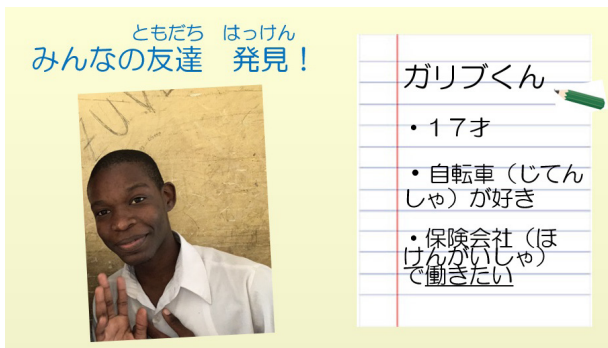 ともだち　はっけん
みんなの友達　発見！
ガリブくん
・１７才
・自転車（じてん
しゃ）が好き
・保険会社（ほ
けんがいしゃ）
で働きたい